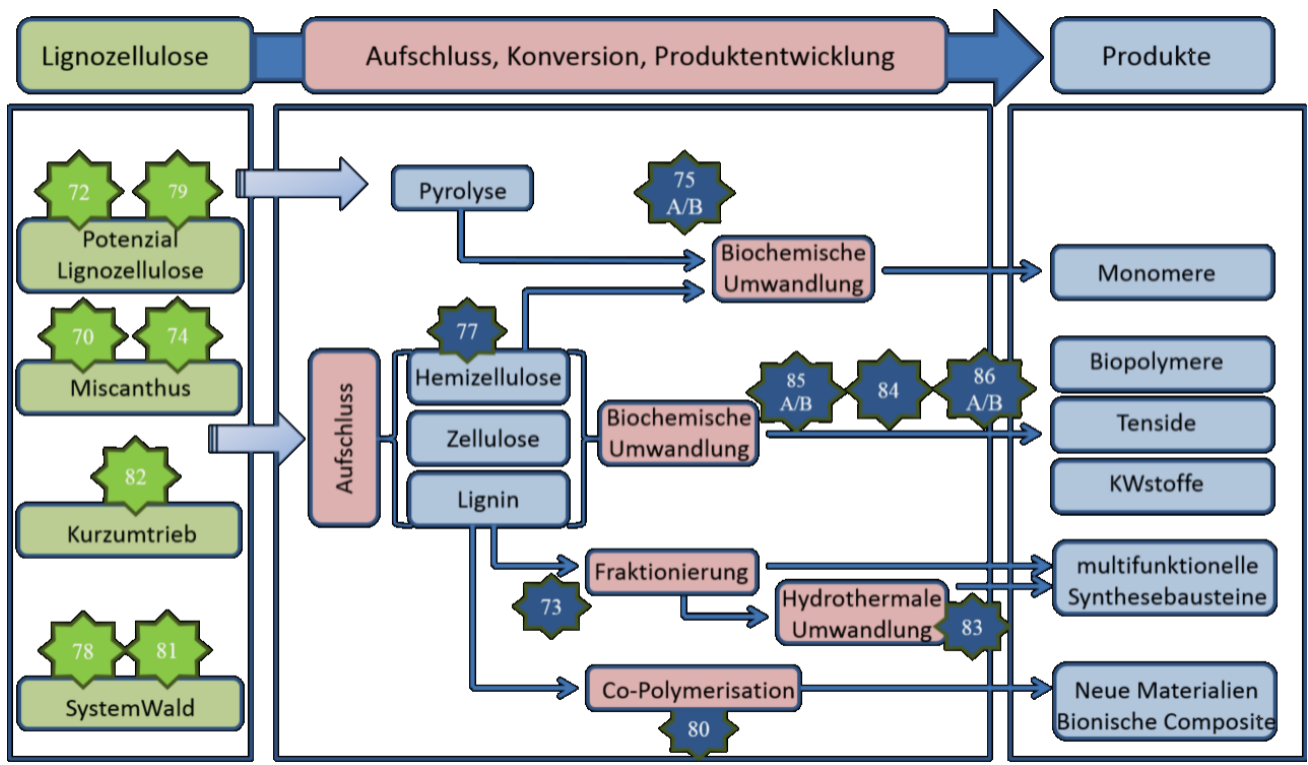 Lignozellulose
Aufschluss, Konversion, Produktentwicklung
Produkte
72
79
Potenzial
Lignozellulose
70
74
Miscanthus
82
Kurzumtrieb
78
81
SystemWald
Pyrolyse
75
A/B
Biochemische
Umwandlung
77
Aufschluss
Hemizellulose
Zellulose
Lignin
Biochemische
Umwandlung
85
A/B
84
86
A/B
Fraktionierung
73
Hydrothermale
Umwandlung
83
Co-Polymerisation
80
Monomere
Biopolymere
Tenside
KWstoffe
multifunktionelle
Synthesebausteine
Neue Materialien
Bionische Composite